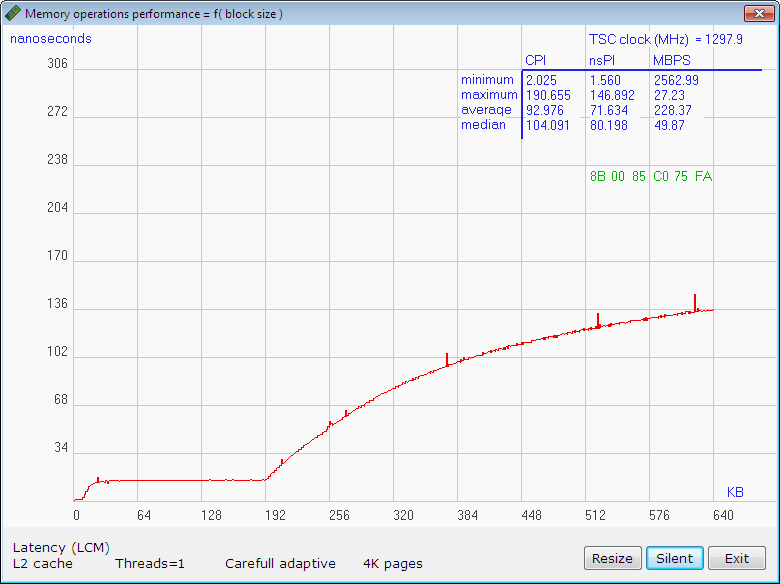 Memory operations performance = f( block size )
nanoseconds
TSC clock (MHz) = 1297.9
CPI nsPI MBPS
minimum 2.025 1.560 2562.99
maximum 190.655 146.892 27.23
average 92.976 71.634 228.37
median 104.091 80.198 49.87
8B 00 85 C0 75 FA
306
272
238
204
170
136
102
68
34
KB
0 64 128 192 256 320 384 448 512 576 640
Latency (LCM)
L2 cache Threads=1 Carefull adaptive 4K pages
Resize Silent Exit